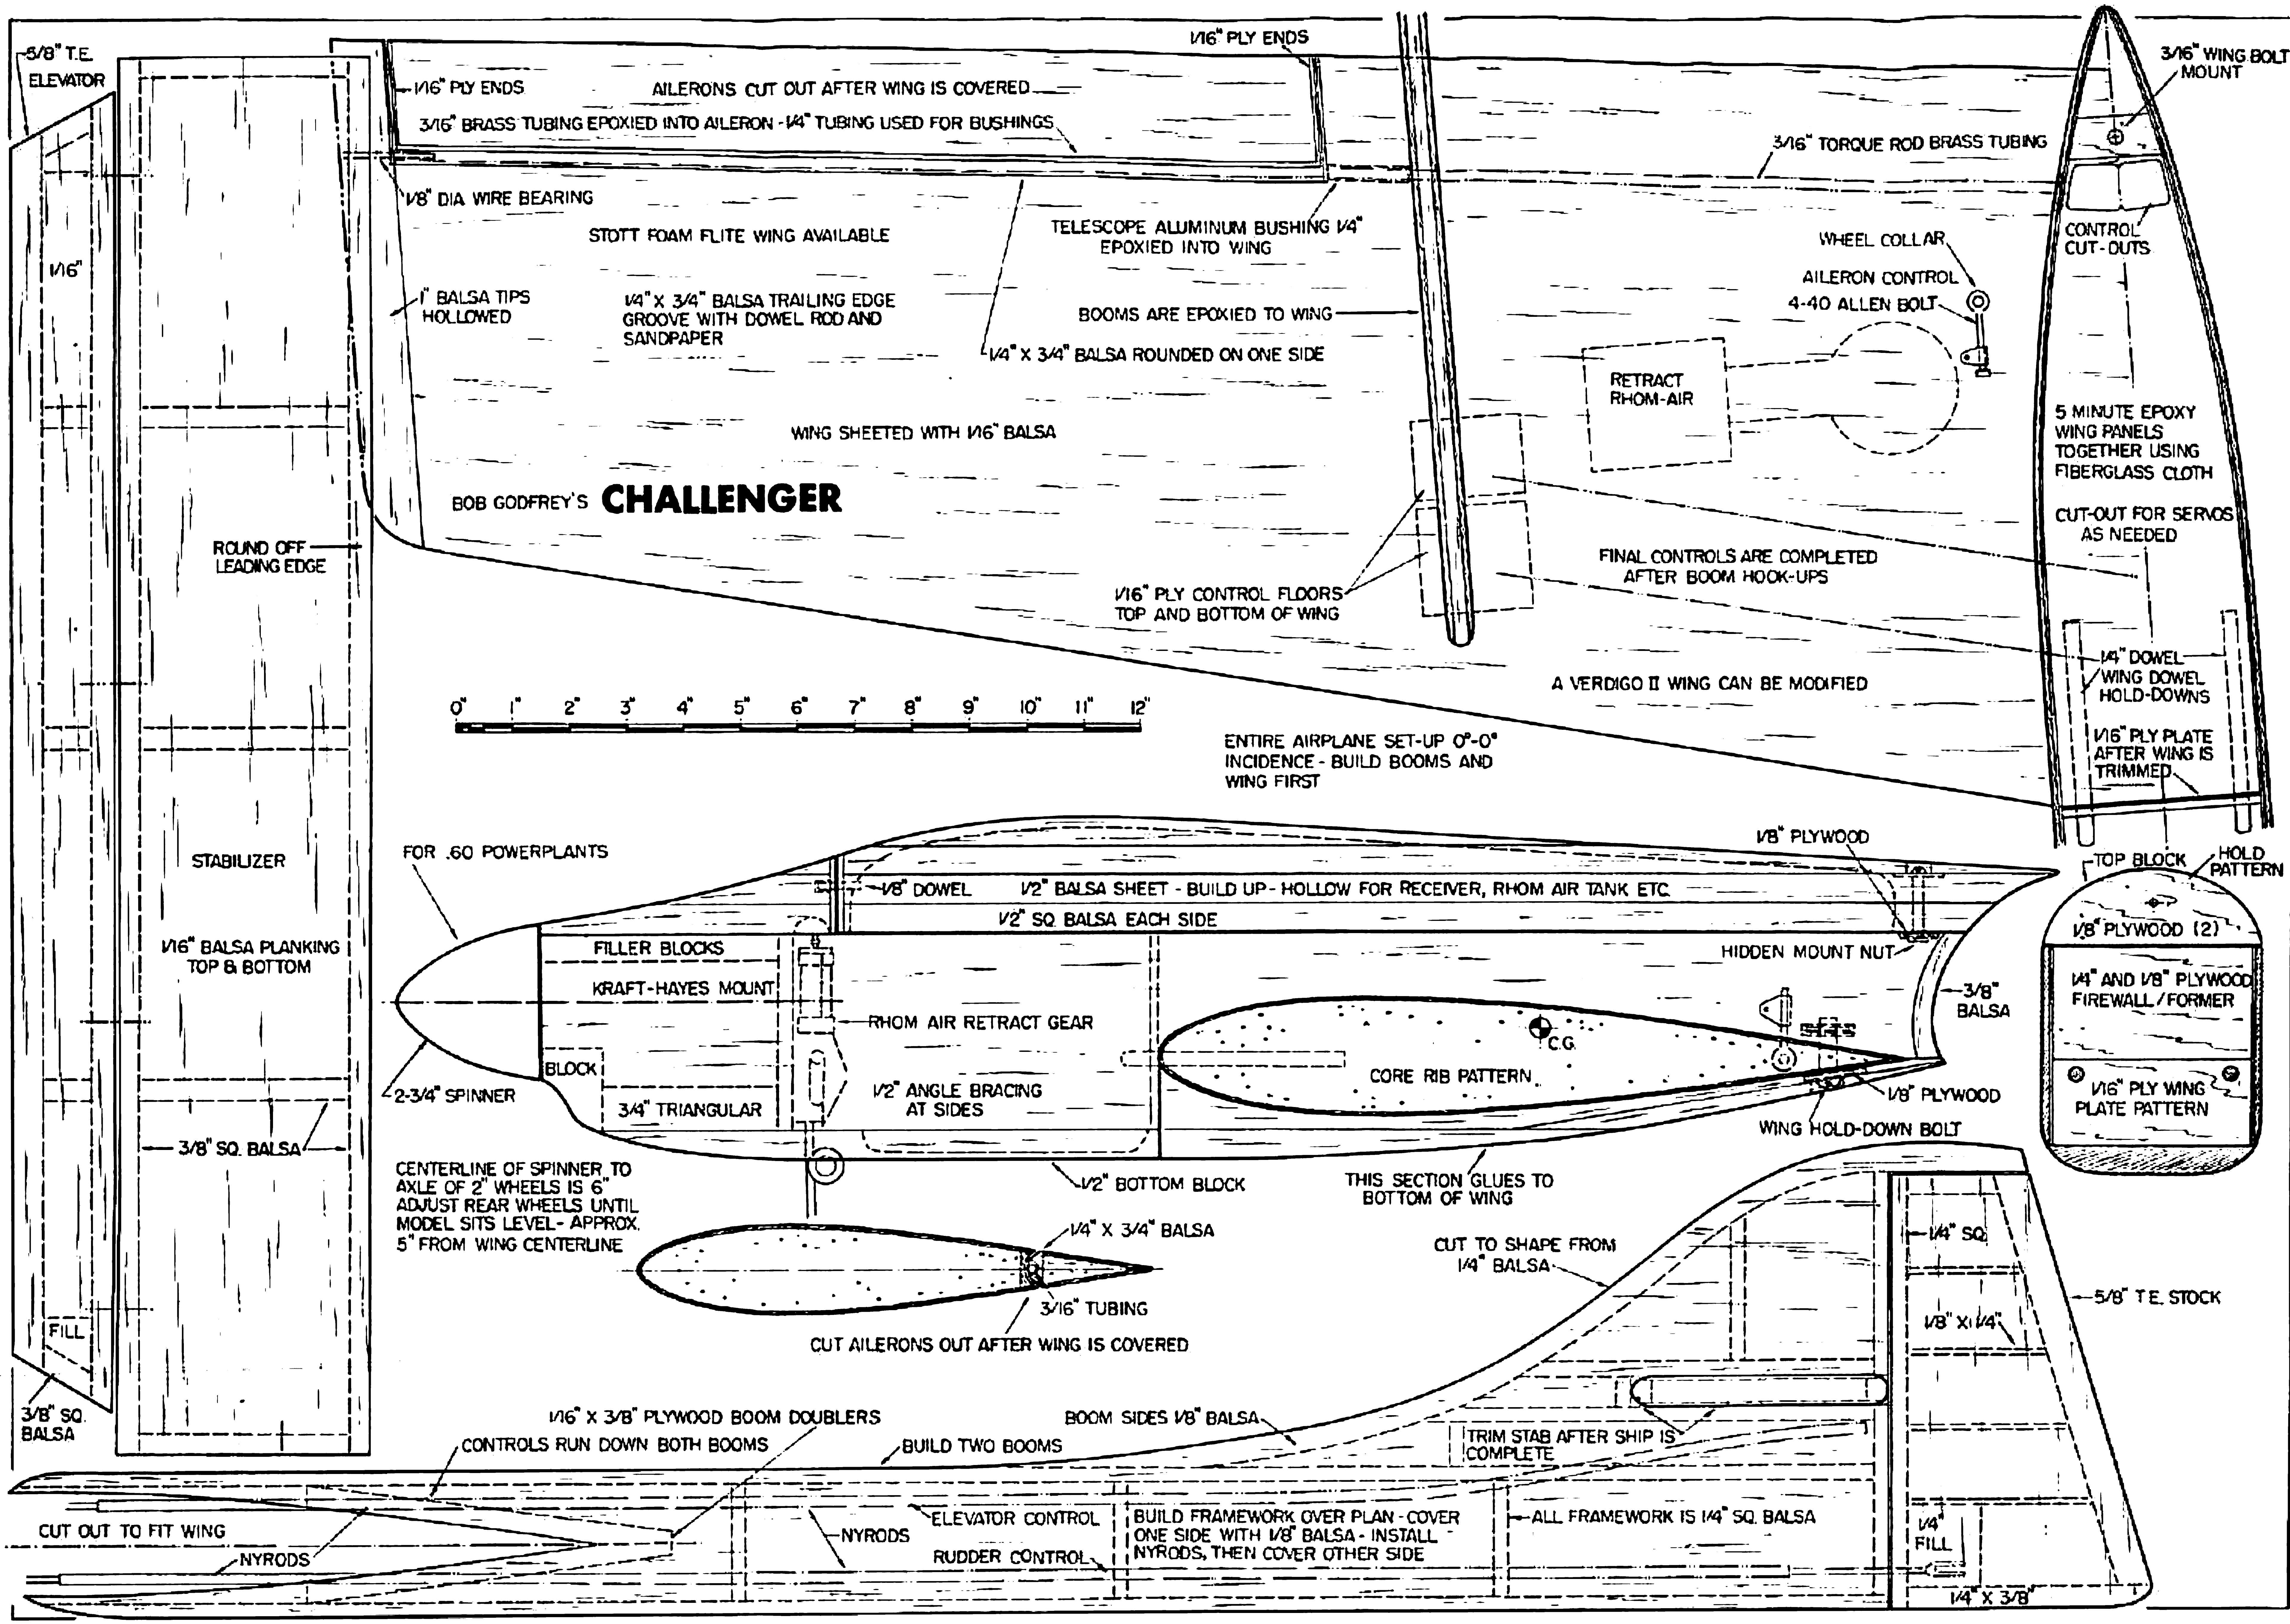 5/8" T.E.
ELEVATOR
1/16"
1/16" PLY ENDS
AILERONS CUT OUT AFTER WING IS COVERED
3/16" BRASS TUBING EPOXIED INTO AILERON - 1/4" TUBING USED FOR BUSHINGS
1/16" PLY ENDS
3/16" WING BOLT
MOUNT
3/16" TORQUE ROD BRASS TUBING
1/8" DIA WIRE BEARING
STOTT FOAM FLITE WING AVAILABLE
TELESCOPE ALUMINUM BUSHING 1/4"
EPOXIED INTO WING
WHEEL COLLAR
AILERON CONTROL
4-40 ALLEN BOLT
CONTROL
CUT-OUTS
1" BALSA TIPS
HOLLOWED
1/4" X 3/4" BALSA TRAILING EDGE
GROOVE WITH DOWEL ROD AND
SANDPAPER
BOOMS ARE EPOXIED TO WING
1/4" X 3/4" BALSA ROUNDED ON ONE SIDE
RETRACT
RHOM-AIR
WING SHEETED WITH 1/16" BALSA
5 MINUTE EPOXY
WING PANELS
TOGETHER USING
FIBERGLASS CLOTH
CUT-OUT FOR SERVOS
AS NEEDED
BOB GODFREY'S CHALLENGER
ROUND OFF
LEADING EDGE
1/16" PLY CONTROL FLOORS
TOP AND BOTTOM OF WING
FINAL CONTROLS ARE COMPLETED
AFTER BOOM HOOK-UPS
A VERDIGO II WING CAN BE MODIFIED
1/4" DOWEL
WING DOWEL
HOLD-DOWNS
1/16" PLY PLATE
AFTER WING IS
TRIMMED
0" 1" 2" 3" 4" 5" 6" 7" 8" 9" 10" 11" 12"
ENTIRE AIRPLANE SET-UP 0°-0°
INCIDENCE - BUILD BOOMS AND
WING FIRST
STABILIZER
1/16" BALSA PLANKING
TOP & BOTTOM
3/8" SQ. BALSA
FILL
3/8" SQ.
BALSA
FOR .60 POWERPLANTS
1/8" DOWEL
1/2" BALSA SHEET - BUILD UP - HOLLOW FOR RECEIVER, RHOM AIR TANK ETC.
1/2" SQ. BALSA EACH SIDE
1/8" PLYWOOD
HIDDEN MOUNT NUT
FILLER BLOCKS
KRAFT-HAYES MOUNT
RHOM AIR RETRACT GEAR
BLOCK
3/4" TRIANGULAR
1/2" ANGLE BRACING
AT SIDES
C.G.
CORE RIB PATTERN
3/8"
BALSA
1/8" PLYWOOD
WING HOLD-DOWN BOLT
2-3/4" SPINNER
TOP BLOCK
HOLD
PATTERN
1/8" PLYWOOD (2)
1/4" AND 1/8" PLYWOOD
FIREWALL/FORMER
1/16" PLY WING
PLATE PATTERN
CENTERLINE OF SPINNER TO
AXLE OF 2" WHEELS IS 6"
ADJUST REAR WHEELS UNTIL
MODEL SITS LEVEL - APPROX.
5" FROM WING CENTERLINE
1/2" BOTTOM BLOCK
THIS SECTION GLUES TO
BOTTOM OF WING
1/4" X 3/4" BALSA
3/16" TUBING
CUT AILERONS OUT AFTER WING IS COVERED
CUT TO SHAPE FROM
1/4" BALSA
1/4" SQ.
5/8" T.E. STOCK
1/8" X 1/4"
1/16" X 3/8" PLYWOOD BOOM DOUBLERS
CONTROLS RUN DOWN BOTH BOOMS
BUILD TWO BOOMS
BOOM SIDES 1/8" BALSA
TRIM STAB AFTER SHIP IS
COMPLETE
CUT OUT TO FIT WING
NYRODS
NYRODS
ELEVATOR CONTROL
RUDDER CONTROL
BUILD FRAMEWORK OVER PLAN - COVER
ONE SIDE WITH 1/8" BALSA - INSTALL
NYRODS, THEN COVER OTHER SIDE
ALL FRAMEWORK IS 1/4" SQ. BALSA
1/4"
FILL
1/4" X 3/8"